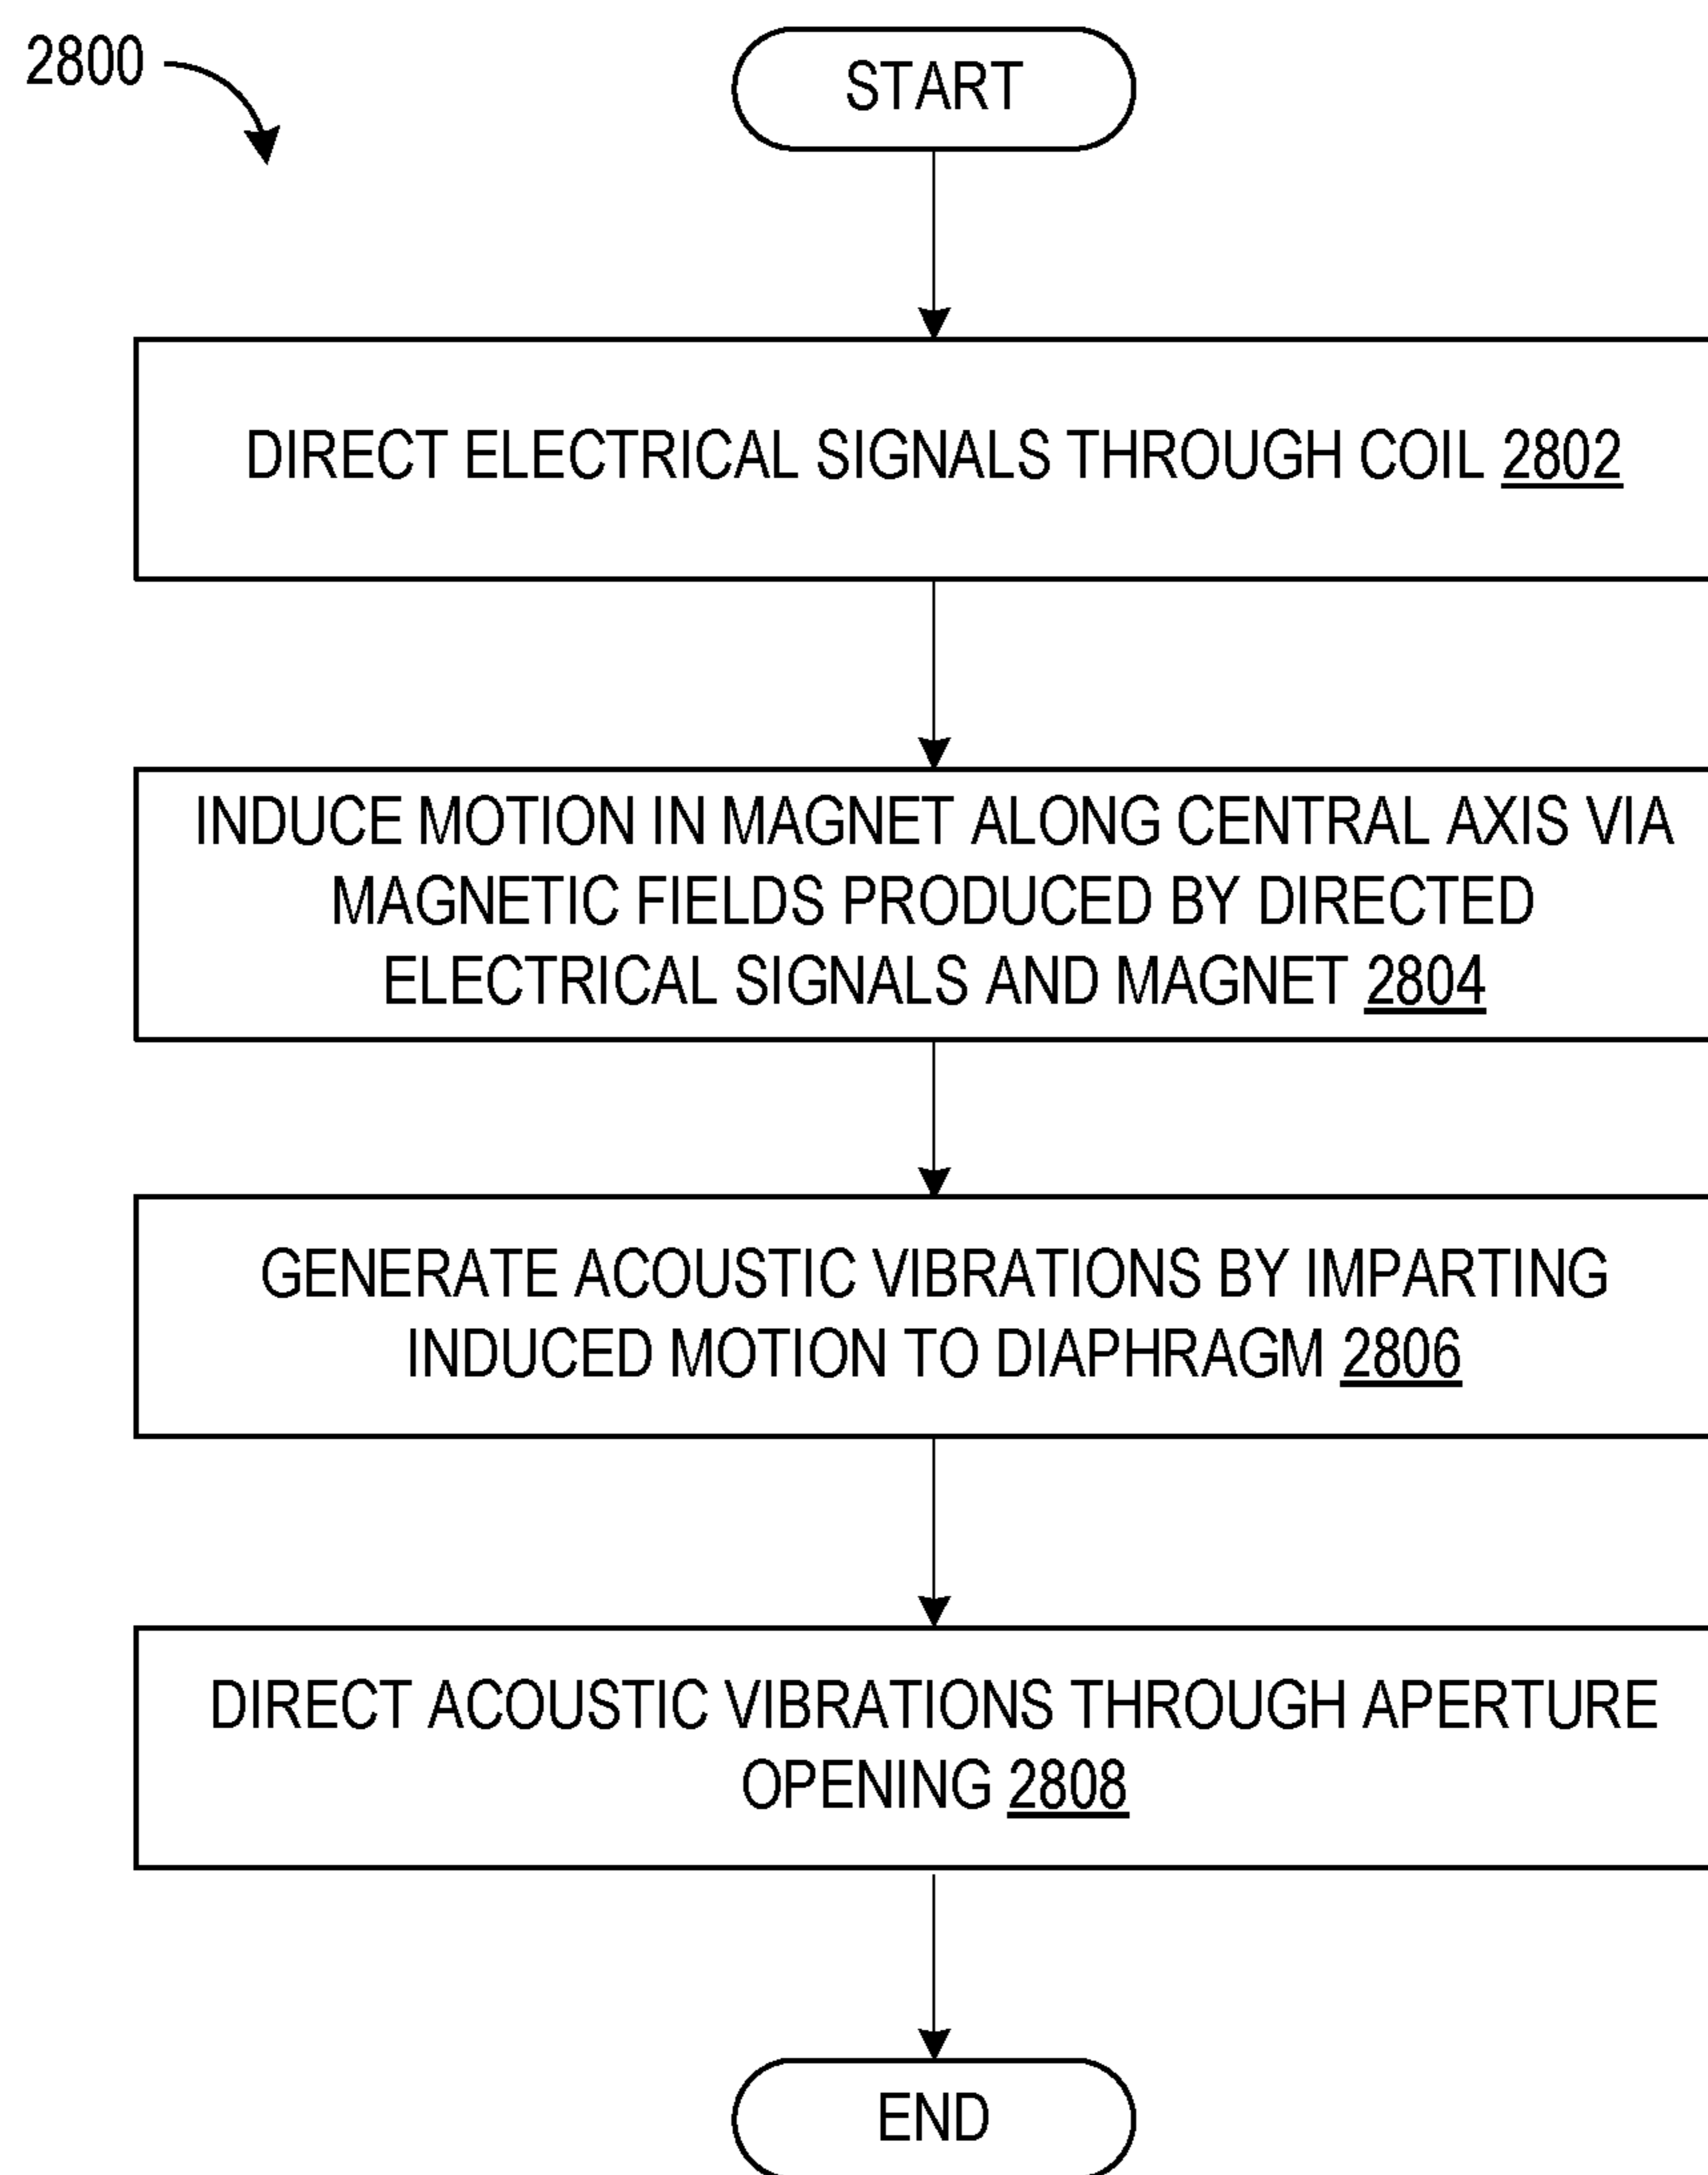 2800
START
DIRECT ELECTRICAL SIGNALS THROUGH COIL 2802
INDUCE MOTION IN MAGNET ALONG CENTRAL AXIS VIA
MAGNETIC FIELDS PRODUCED BY DIRECTED
ELECTRICAL SIGNALS AND MAGNET 2804
GENERATE ACOUSTIC VIBRATIONS BY IMPARTING
INDUCED MOTION TO DIAPHRAGM 2806
DIRECT ACOUSTIC VIBRATIONS THROUGH APERTURE
OPENING 2808
END